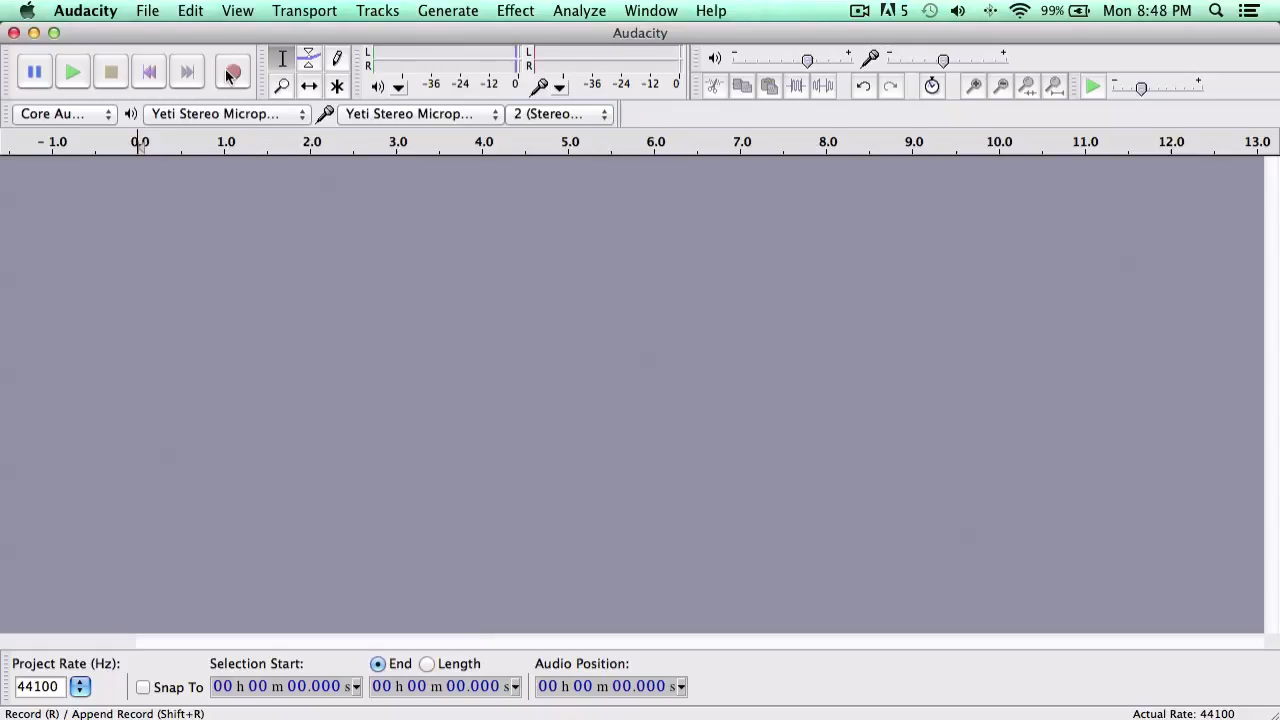 Audacity File Edit View Transport Tracks Generate Effect Analyze Window Help 5 99% Mon 8:48 PM
Audacity
L L
R R
-36 -24 -12 0 -36 -24 -12 0
Core Au... Yeti Stereo Microp... Yeti Stereo Microp... 2 (Stereo...
- 1.0 0.0 1.0 2.0 3.0 4.0 5.0 6.0 7.0 8.0 9.0 10.0 11.0 12.0 13.0
Project Rate (Hz): Selection Start: End Length Audio Position:
44100 Snap To 00 h 00 m 00.000 s 00 h 00 m 00.000 s 00 h 00 m 00.000 s
Record (R) / Append Record (Shift+R) Actual Rate: 44100